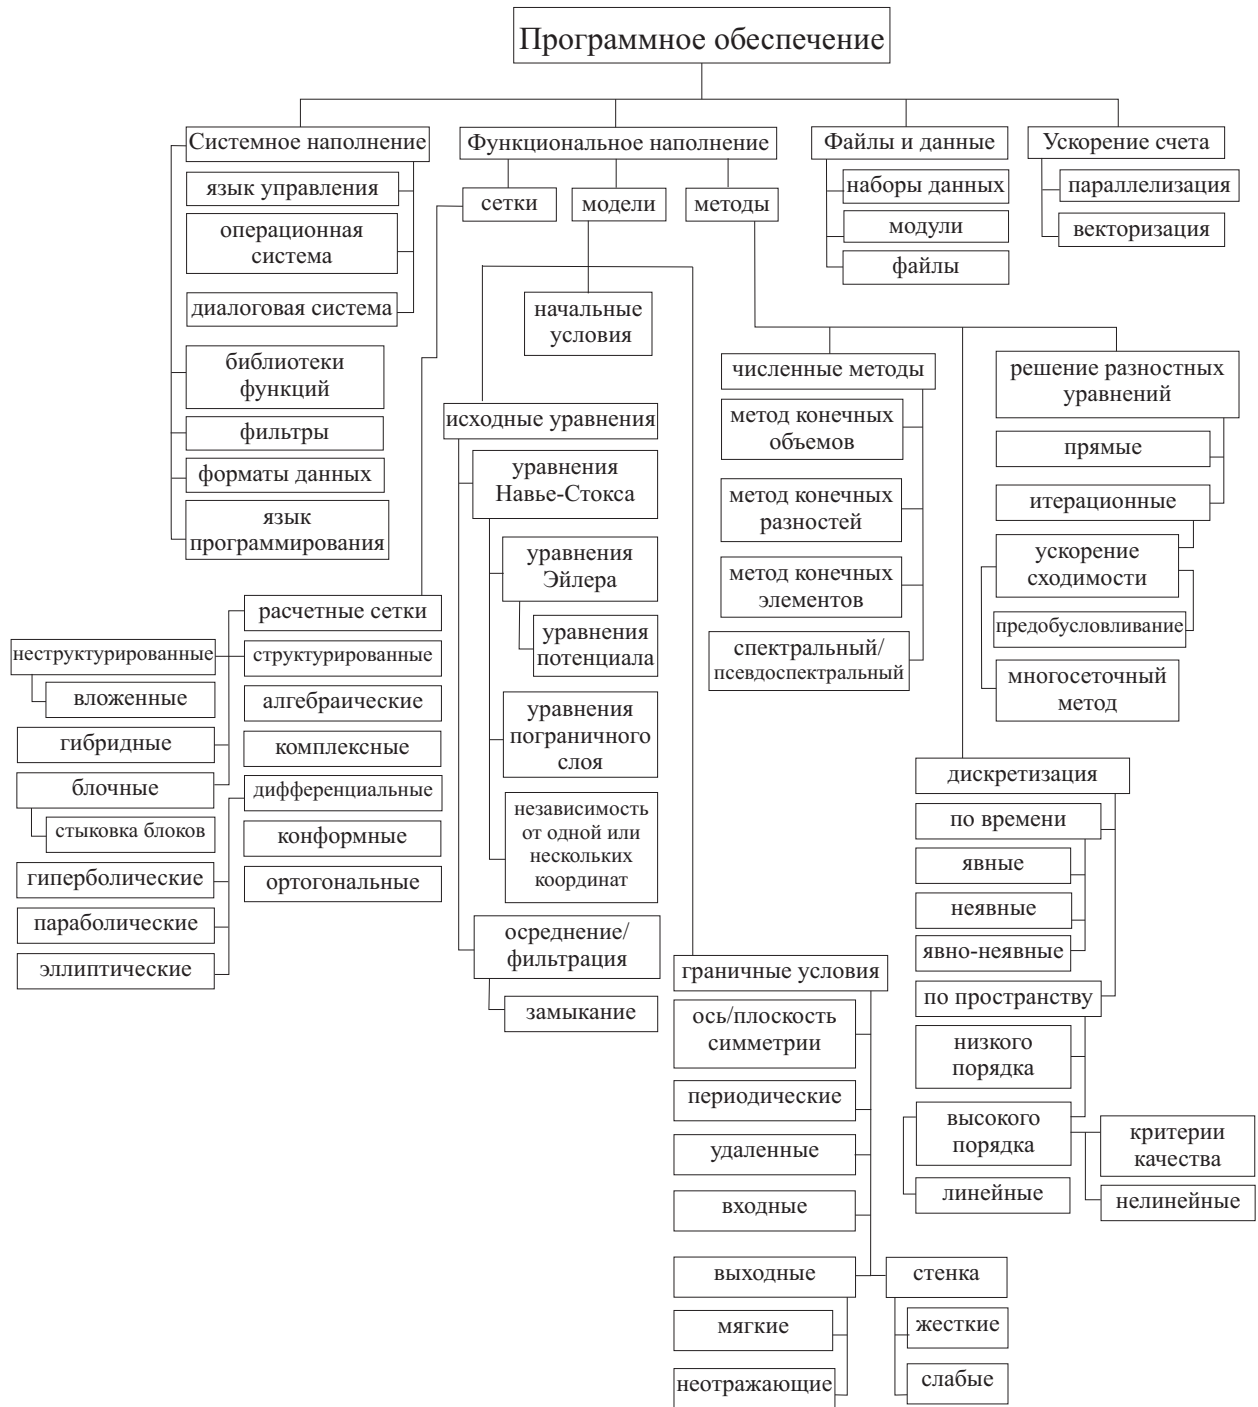 Программное обеспечение
Системное наполнение
язык управления
операционная
система
диалоговая система
библиотеки
функций
фильтры
форматы данных
язык
программирования
Функциональное наполнение
сетки
модели
методы
Файлы и данные
наборы данных
модули
файлы
Ускорение счета
параллелизация
векторизация
начальные
условия
исходные уравнения
уравнения
Навье-Стокса
уравнения
Эйлера
уравнения
потенциала
уравнения
пограничного
слоя
независимость
от одной или
нескольких
координат
осреднение/
фильтрация
замыкание
численные методы
метод конечных
объемов
метод конечных
разностей
метод конечных
элементов
спектральный/
псевдоспектральный
решение разностных
уравнений
прямые
итерационные
ускорение
сходимости
предобусловливание
многосеточный
метод
расчетные сетки
неструктурированные
структурированные
вложенные
алгебраические
гибридные
комплексные
блочные
дифференциальные
стыковка блоков
конформные
гиперболические
ортогональные
параболические
эллиптические
дискретизация
по времени
явные
неявные
явно-неявные
по пространству
низкого
порядка
высокого
порядка
критерии
качества
линейные
нелинейные
граничные условия
ось/плоскость
симметрии
периодические
удаленные
входные
выходные
стенка
мягкие
жесткие
неотражающие
слабые